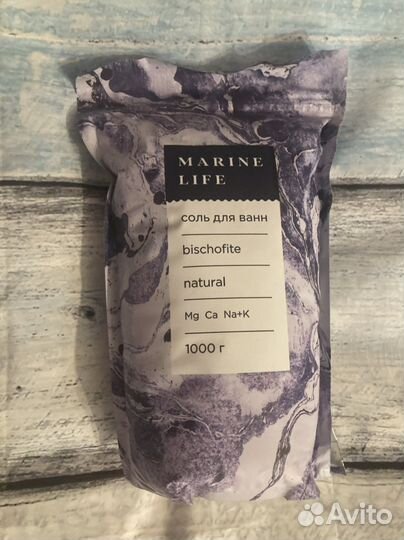 MARINE
LIFE
соль для ванн
bischofite
natural
Mg Ca Na+K
1000 г
Avito